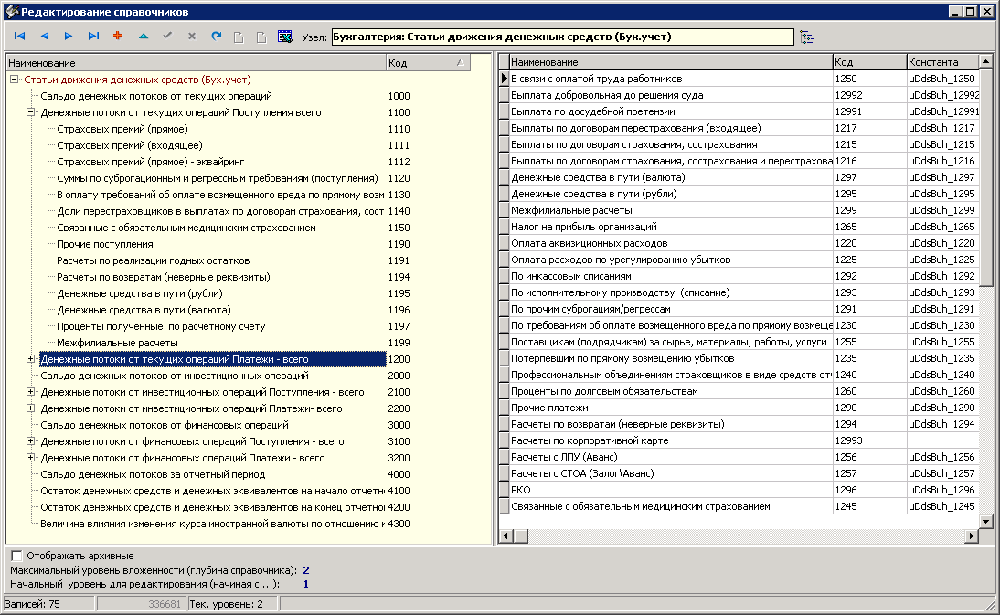 Редактирование справочников
Узел: Бухгалтерия: Статьи движения денежных средств (Бух.учет)
Наименование Код
Статьи движения денежных средств (Бух.учет)
Сальдо денежных потоков от текущих операций 1000
Денежные потоки от текущих операций Поступления всего 1100
Страховых премий (прямое) 1110
Страховых премий (входящее) 1111
Страховых премий (прямое) - эквайринг 1112
Суммы по суброгационным и регрессным требованиям (поступления) 1120
В оплату требований об оплате возмещенного вреда по прямому возм 1130
Доли перестраховщиков в выплатах по договорам страхования, сост 1140
Связанные с обязательным медицинским страхованием 1150
Прочие поступления 1190
Расчеты по реализации годных остатков 1191
Расчеты по возвратам (неверные реквизиты) 1194
Денежные средства в пути (рубли) 1195
Денежные средства в пути (валюта) 1196
Проценты полученные по расчетному счету 1197
Межфилиальные расчеты 1199
Денежные потоки от текущих операций Платежи - всего 1200
Сальдо денежных потоков от инвестиционных операций 2000
Денежные потоки от инвестиционных операций Поступления - всего 2100
Денежные потоки от инвестиционных операций Платежи- всего 2200
Сальдо денежных потоков от финансовых операций 3000
Денежные потоки от финансовых операций Поступления - всего 3100
Денежные потоки от финансовых операций Платежи - всего 3200
Сальдо денежных потоков за отчетный период 4000
Остаток денежных средств и денежных эквивалентов на начало отчетн 4100
Остаток денежных средств и денежных эквивалентов на конец отчетно 4200
Величина влияния изменения курса иностранной валюты по отношению к 4300
Наименование Код Константа
В связи с оплатой труда работников 1250 uDdsBuh_1250
Выплата добровольная до решения суда 12992 uDdsBuh_12992
Выплата по досудебной претензии 12991 uDdsBuh_12991
Выплаты по договорам перестрахования (входящее) 1217 uDdsBuh_1217
Выплаты по договорам страхования, сострахования 1215 uDdsBuh_1215
Выплаты по договорам страхования, сострахования и перестрахова 1216 uDdsBuh_1216
Денежные средства в пути (валюта) 1297 uDdsBuh_1297
Денежные средства в пути (рубли) 1295 uDdsBuh_1295
Межфилиальные расчеты 1299 uDdsBuh_1299
Налог на прибыль организаций 1265 uDdsBuh_1265
Оплата аквизиционных расходов 1220 uDdsBuh_1220
Оплата расходов по урегулированию убытков 1225 uDdsBuh_1225
По инкассовым списаниям 1292 uDdsBuh_1292
По исполнительному производству (списание) 1293 uDdsBuh_1293
По прочим суброгациям/регрессам 1291 uDdsBuh_1291
По требованиям об оплате возмещенного вреда по прямому возмеще 1230 uDdsBuh_1230
Поставщикам (подрядчикам) за сырье, материалы, работы, услуги 1255 uDdsBuh_1255
Потерпевшим по прямому возмещению убытков 1235 uDdsBuh_1235
Профессиональным объединениям страховщиков в виде средств от 1240 uDdsBuh_1240
Проценты по долговым обязательствам 1260 uDdsBuh_1260
Прочие платежи 1290 uDdsBuh_1290
Расчеты по возвратам (неверные реквизиты) 1294 uDdsBuh_1294
Расчеты по корпоративной карте 12993
Расчеты с ЛПУ (Аванс) 1256 uDdsBuh_1256
Расчеты с СТОА (Залог\Аванс) 1257 uDdsBuh_1257
РКО 1296 uDdsBuh_1296
Связанные с обязательным медицинским страхованием 1245 uDdsBuh_1245
Отображать архивные
Максимальный уровень вложенности (глубина справочника): 2
Начальный уровень для редактирования (начиная с ...): 1
Записей: 75 336681 Тек. уровень: 2